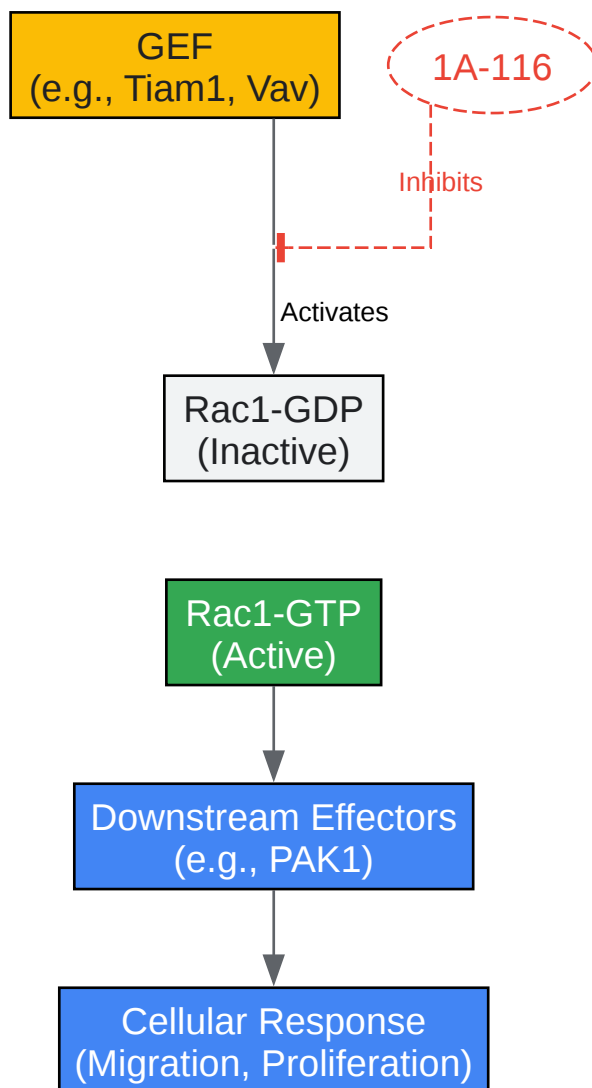 GEF
(e.g., Tiam1, Vav)
1A-116
Inhibits
Activates
Rac1-GDP
(Inactive)
Rac1-GTP
(Active)
Downstream Effectors
(e.g., PAK1)
Cellular Response
(Migration, Proliferation)